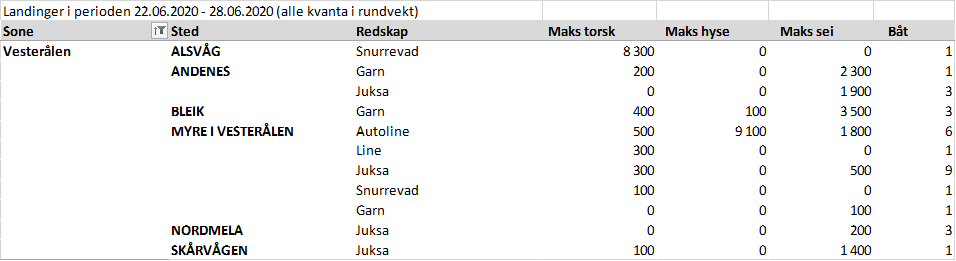 Landinger i perioden 22.06.2020 - 28.06.2020 (alle kvanta i rundvekt)
Sone Sted Redskap Maks torsk Maks hyse Maks sei Båt
Vesterålen ALSVÅG Snurrevad 8 300 0 0 1
ANDENES Garn 200 0 2 300 1
Juksa 0 0 1 900 3
BLEIK Garn 400 100 3 500 3
MYRE I VESTERÅLEN Autoline 500 9 100 1 800 6
Line 300 0 0 1
Juksa 300 0 500 9
Snurrevad 100 0 0 1
Garn 0 0 100 1
NORDMELA Juksa 0 0 200 3
SKÅRVÅGEN Juksa 100 0 1 400 1